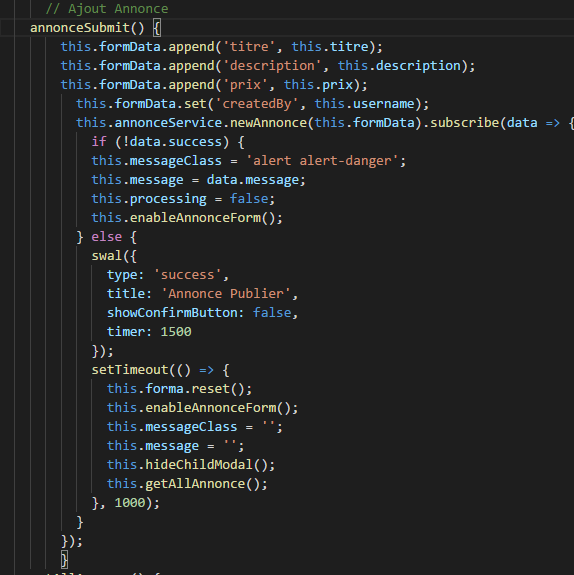 // Ajout Annonce
annonceSubmit() {
this.formData.append('titre', this.titre);
this.formData.append('description', this.description);
this.formData.append('prix', this.prix);
this.formData.set('createdBy', this.username);
this.annonceService.newAnnonce(this.formData).subscribe(data => {
if (!data.success) {
this.messageClass = 'alert alert-danger';
this.message = data.message;
this.processing = false;
this.enableAnnonceForm();
} else {
swal({
type: 'success',
title: 'Annonce Publier',
showConfirmButton: false,
timer: 1500
});
setTimeout(() => {
this.forma.reset();
this.enableAnnonceForm();
this.messageClass = '';
this.message = '';
this.hideChildModal();
this.getAllAnnonce();
}, 1000);
}
});
}